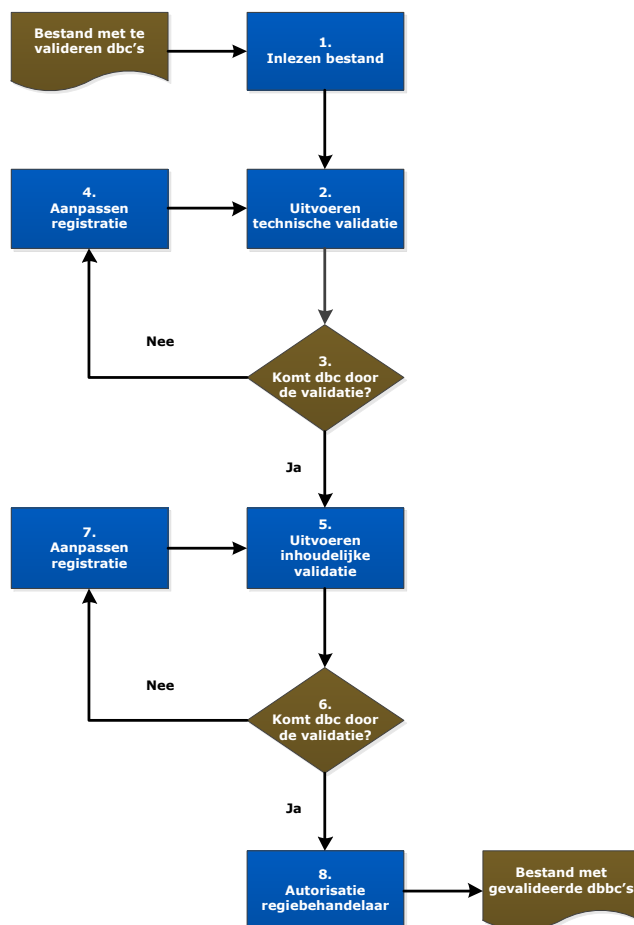 Bestand met te
valideren dbc's
1.
Inlezen bestand
4.
Aanpassen
registratie
2.
Uitvoeren
technische validatie
Nee
3.
Komt dbc door
de validatie?
Ja
7.
Aanpassen
registratie
5.
Uitvoeren
inhoudelijke
validatie
Nee
6.
Komt dbc door
de validatie?
Ja
8.
Autorisatie
regiebehandelaar
Bestand met
gevalideerde dbbc's